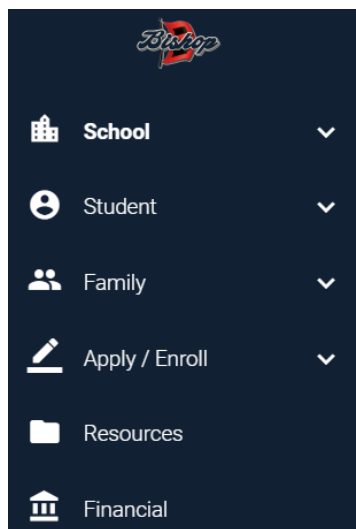 Bishop
School
Student
Family
Apply / Enroll
Resources
Financial